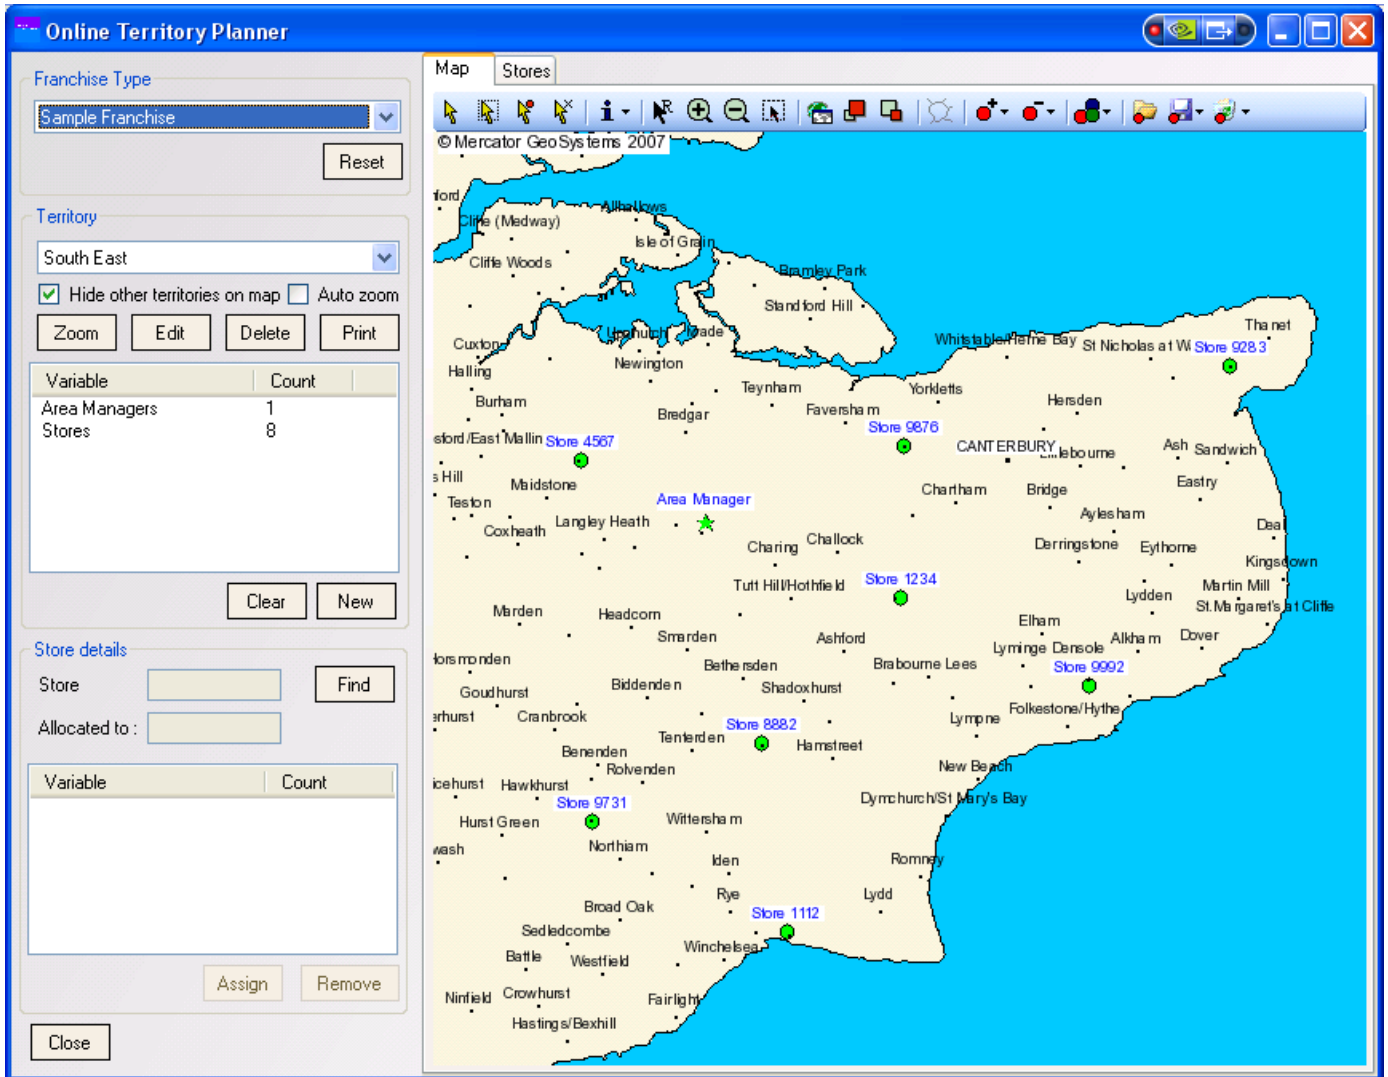 Online Territory Planner
Franchise Type
Sample Franchise
Reset
Territory
South East
Hide other territories on map
Auto zoom
Zoom
Edit
Delete
Print
Variable Count
Area Managers 1
Stores 8
Clear
New
Store details
Store
Find
Allocated to :
Variable Count
Assign
Remove
Close
Map
Stores
© Mercator GeoSystems 2007
Allhallows
Cliffe (Medway)
Isle of Grain
Cliffe Woods
Bramley Park
Standford Hill
Thanet
Cuxton
Whitstable/Herne Bay
St Nicholas at W
Store 9283
Newington
Halling
Teynham
Yorkletts
Burham
Bredgar
Faversham
Hersden
Store 9876
Store 4567
CANTERBURY
Ash
Sandwich
s Hill
Maidstone
Eastry
Teston
Area Manager
Chartham
Bridge
Coxheath
Langley Heath
Aylesham
Deal
Charing
Challock
Derringstone
Eythorne
Kingsdown
Tutt Hill/Hothfield
Store 1234
Martin Mill
Lydden
St.Margaret's at Cliffe
Marden
Headcorn
Elham
Smarden
Ashford
Alkham
Dover
Lyminge
Densole
Horsmonden
Bethersden
Brabourne Lees
Store 9992
Goudhurst
Biddenden
Shadoxhurst
Folkestone/Hythe
Cranbrook
Lympne
Store 8882
Tenterden
Hamstreet
Benenden
Rolvenden
New Beach
icehurst
Hawkhurst
Store 9731
Dymchurch/St Mary's Bay
Hurst Green
Wittersham
wash
Northiam
Iden
Romney
Rye
Lydd
Broad Oak
Store 1112
Sedledcombe
Winchelsea
Battle
Westfield
Ninfield
Crowhurst
Fairlight
Hastings/Bexhill